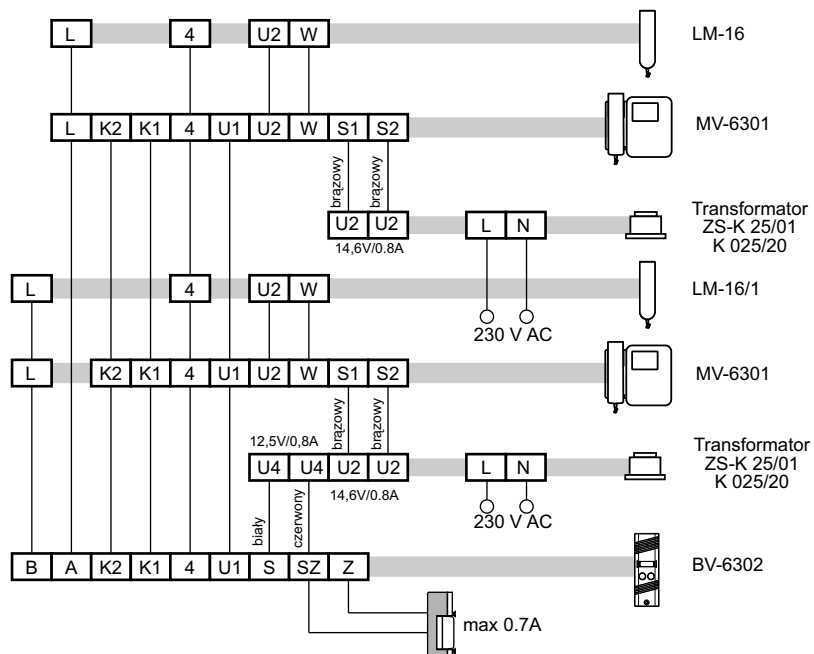 L 4 U2 W LM-16
L K2 K1 4 U1 U2 W S1 S2 MV-6301
brązowy brązowy
U2 U2 L N Transformator
ZS-K 25/01
K 025/20
14,6V/0.8A
L 4 U2 W LM-16/1
230 V AC
L K2 K1 4 U1 U2 W S1 S2 MV-6301
brązowy brązowy
12,5V/0,8A
U4 U4 U2 U2 L N Transformator
ZS-K 25/01
K 025/20
14,6V/0.8A
230 V AC
biały czerwony
B A K2 K1 4 U1 S SZ Z BV-6302
max 0.7A